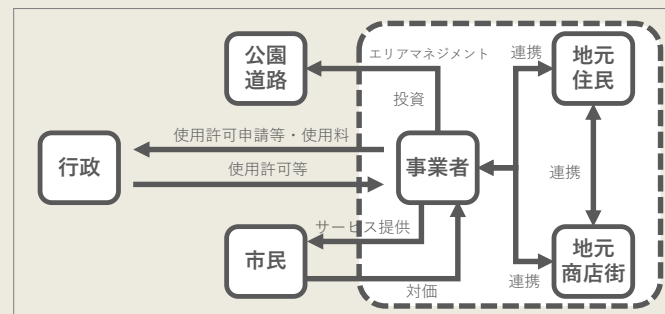 公園
道路
エリアマネジメント
連携
地元
住民
投資
使用許可申請等・使用料
行政
使用許可等
事業者
連携
サービス提供
市民
対価
連携
地元
商店街